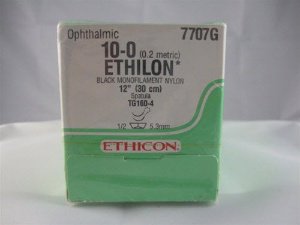 Ophthalmic 7707G
10-0 (0.2 metric)
ETHILON*
BLACK MONOFILAMENT NYLON
12" (30 cm)
Spatula
TG160-4
1/2 5.3mm
ETHICON